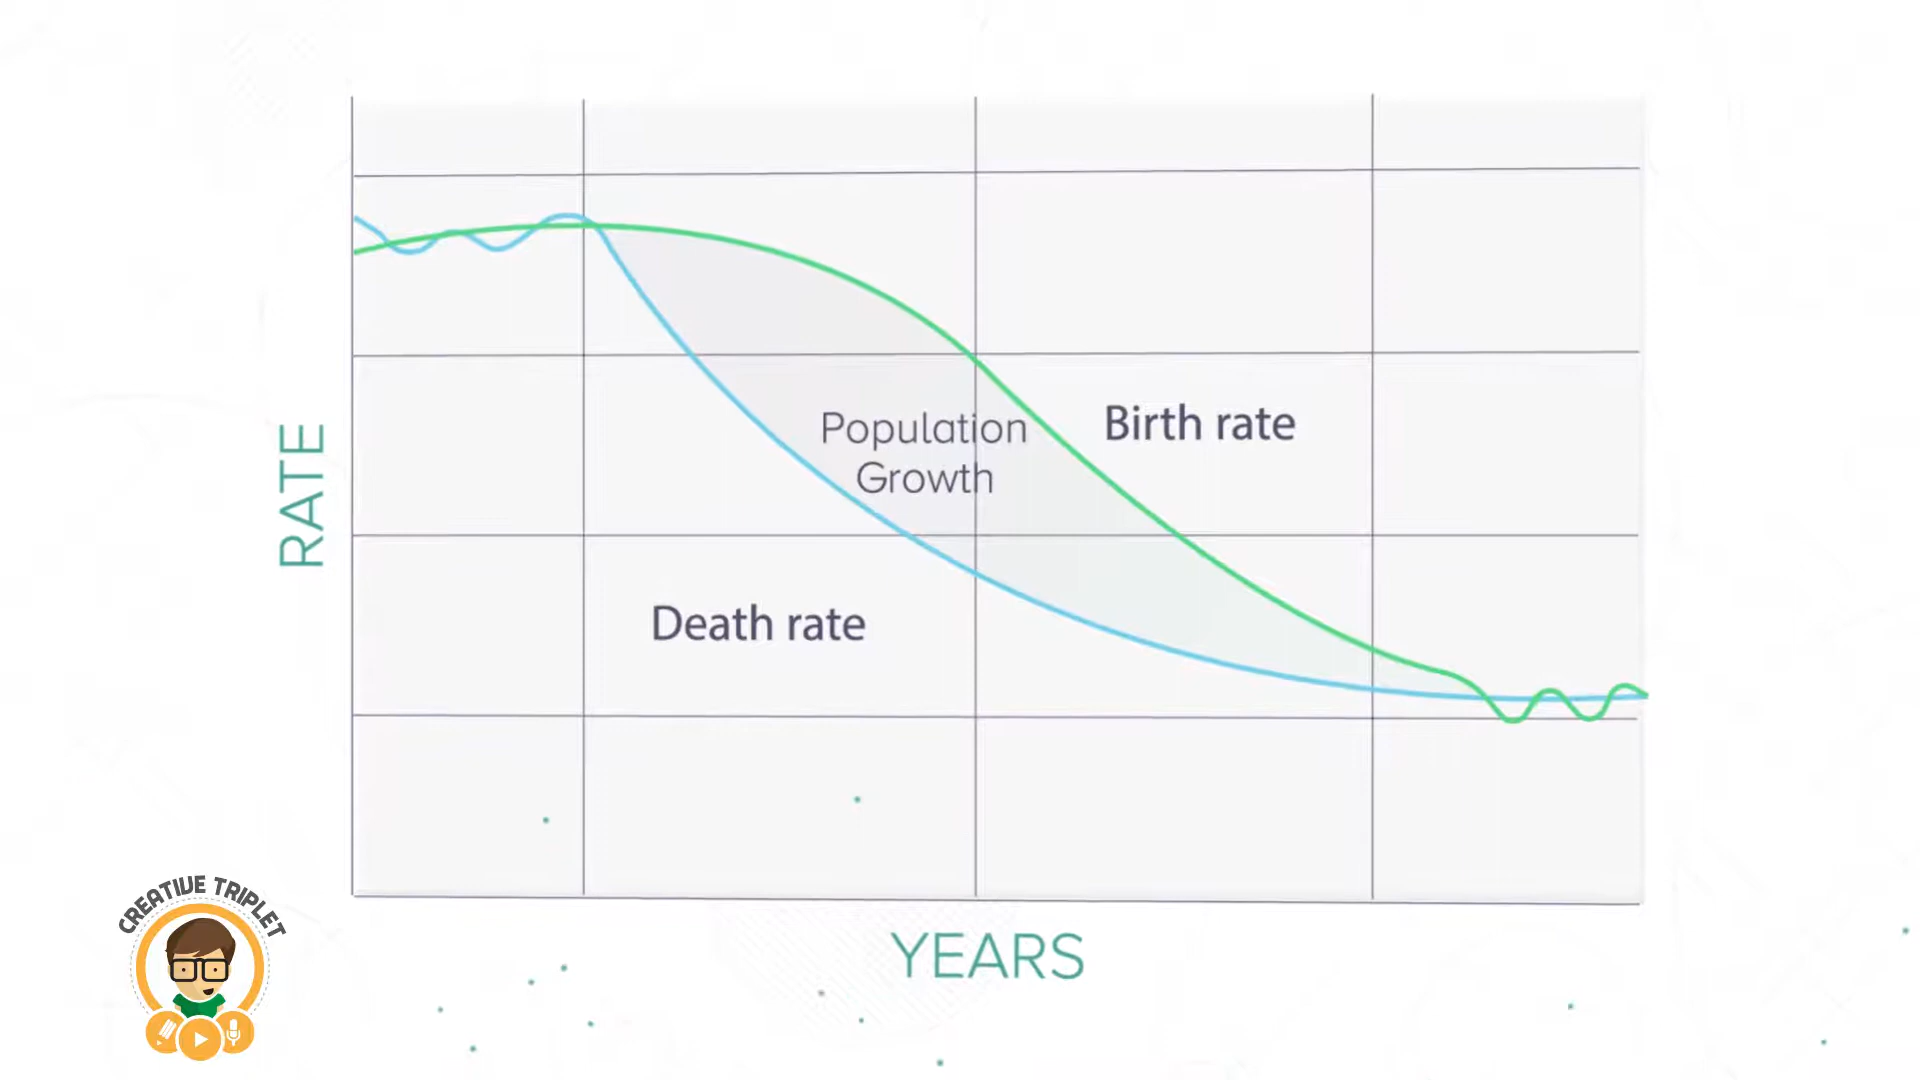 RATE
Population
Growth
Birth rate
Death rate
YEARS
CREATIVE TRIPLET